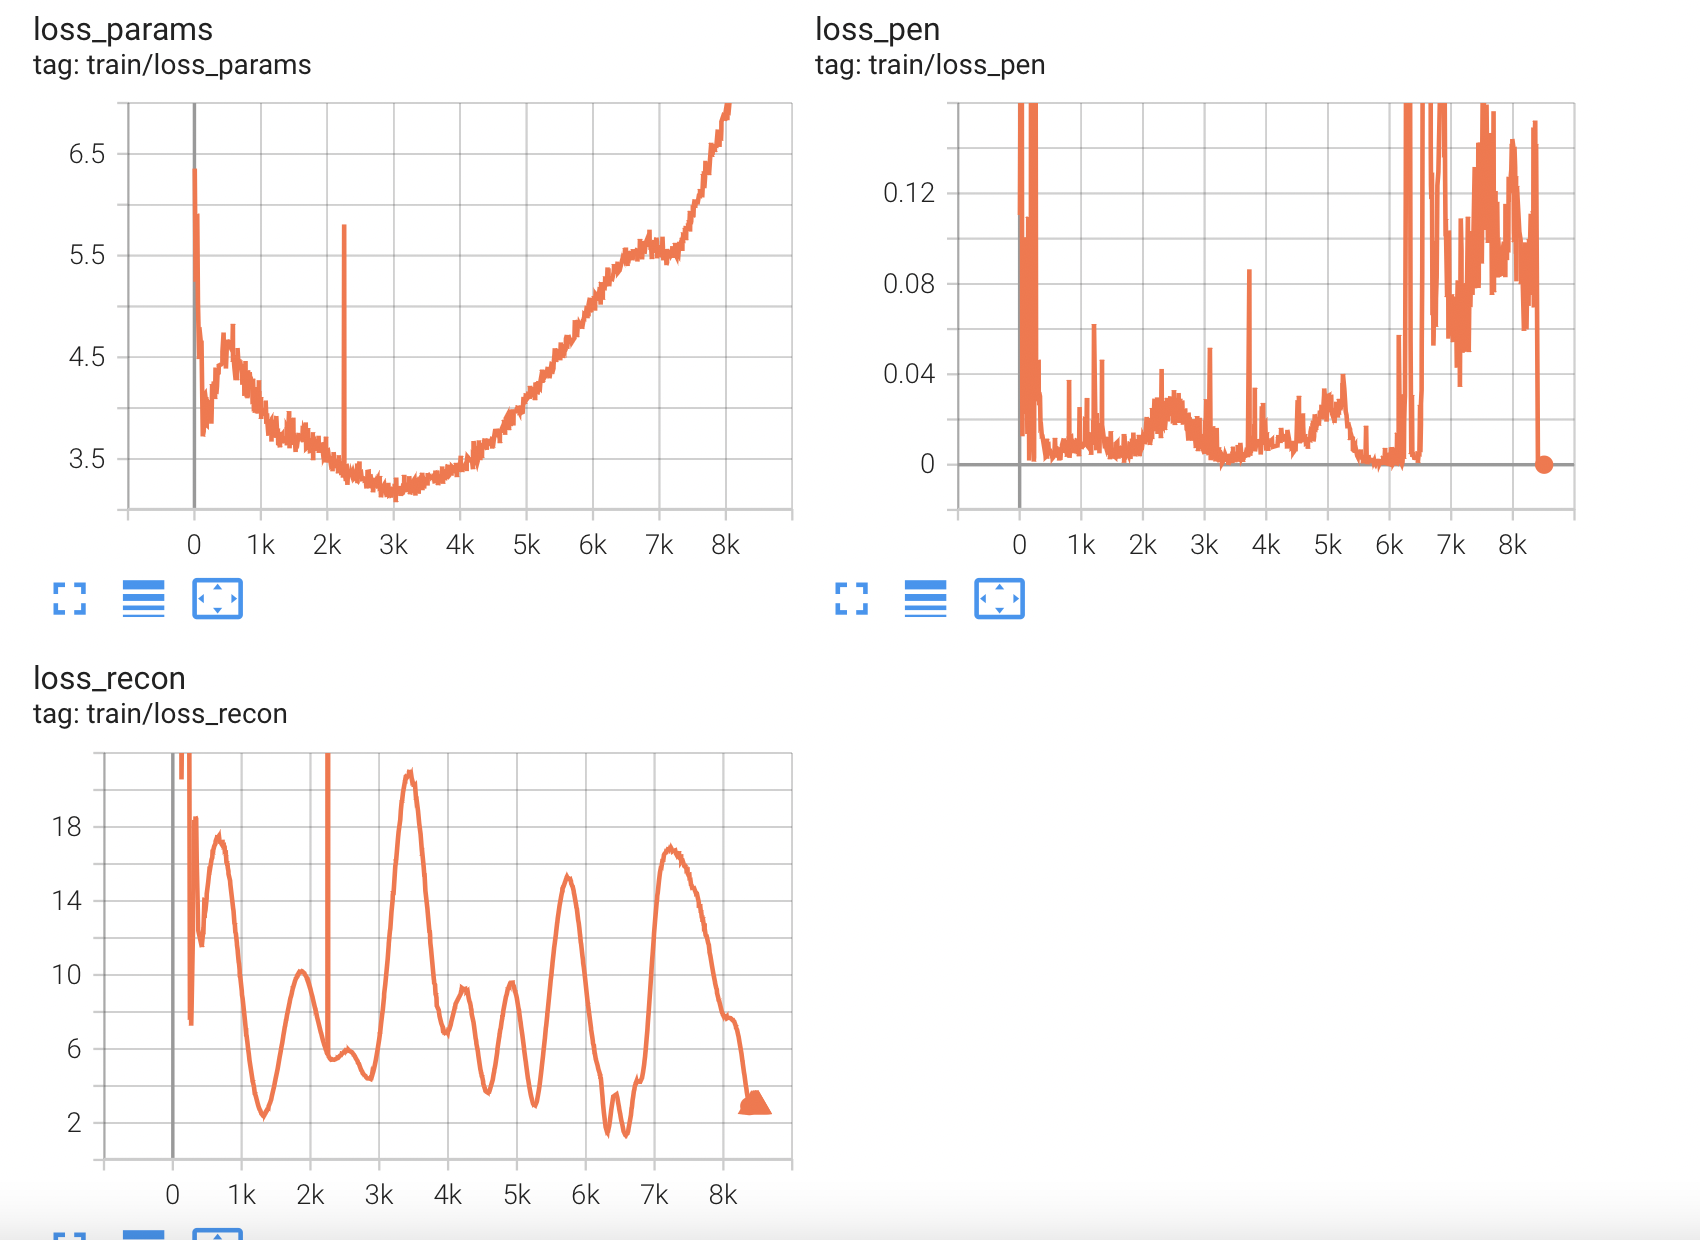 loss_params
tag: train/loss_params
6.5
5.5
4.5
3.5
0 1k 2k 3k 4k 5k 6k 7k 8k
loss_pen
tag: train/loss_pen
0.12
0.08
0.04
0
0 1k 2k 3k 4k 5k 6k 7k 8k
loss_recon
tag: train/loss_recon
18
14
10
6
2
0 1k 2k 3k 4k 5k 6k 7k 8k